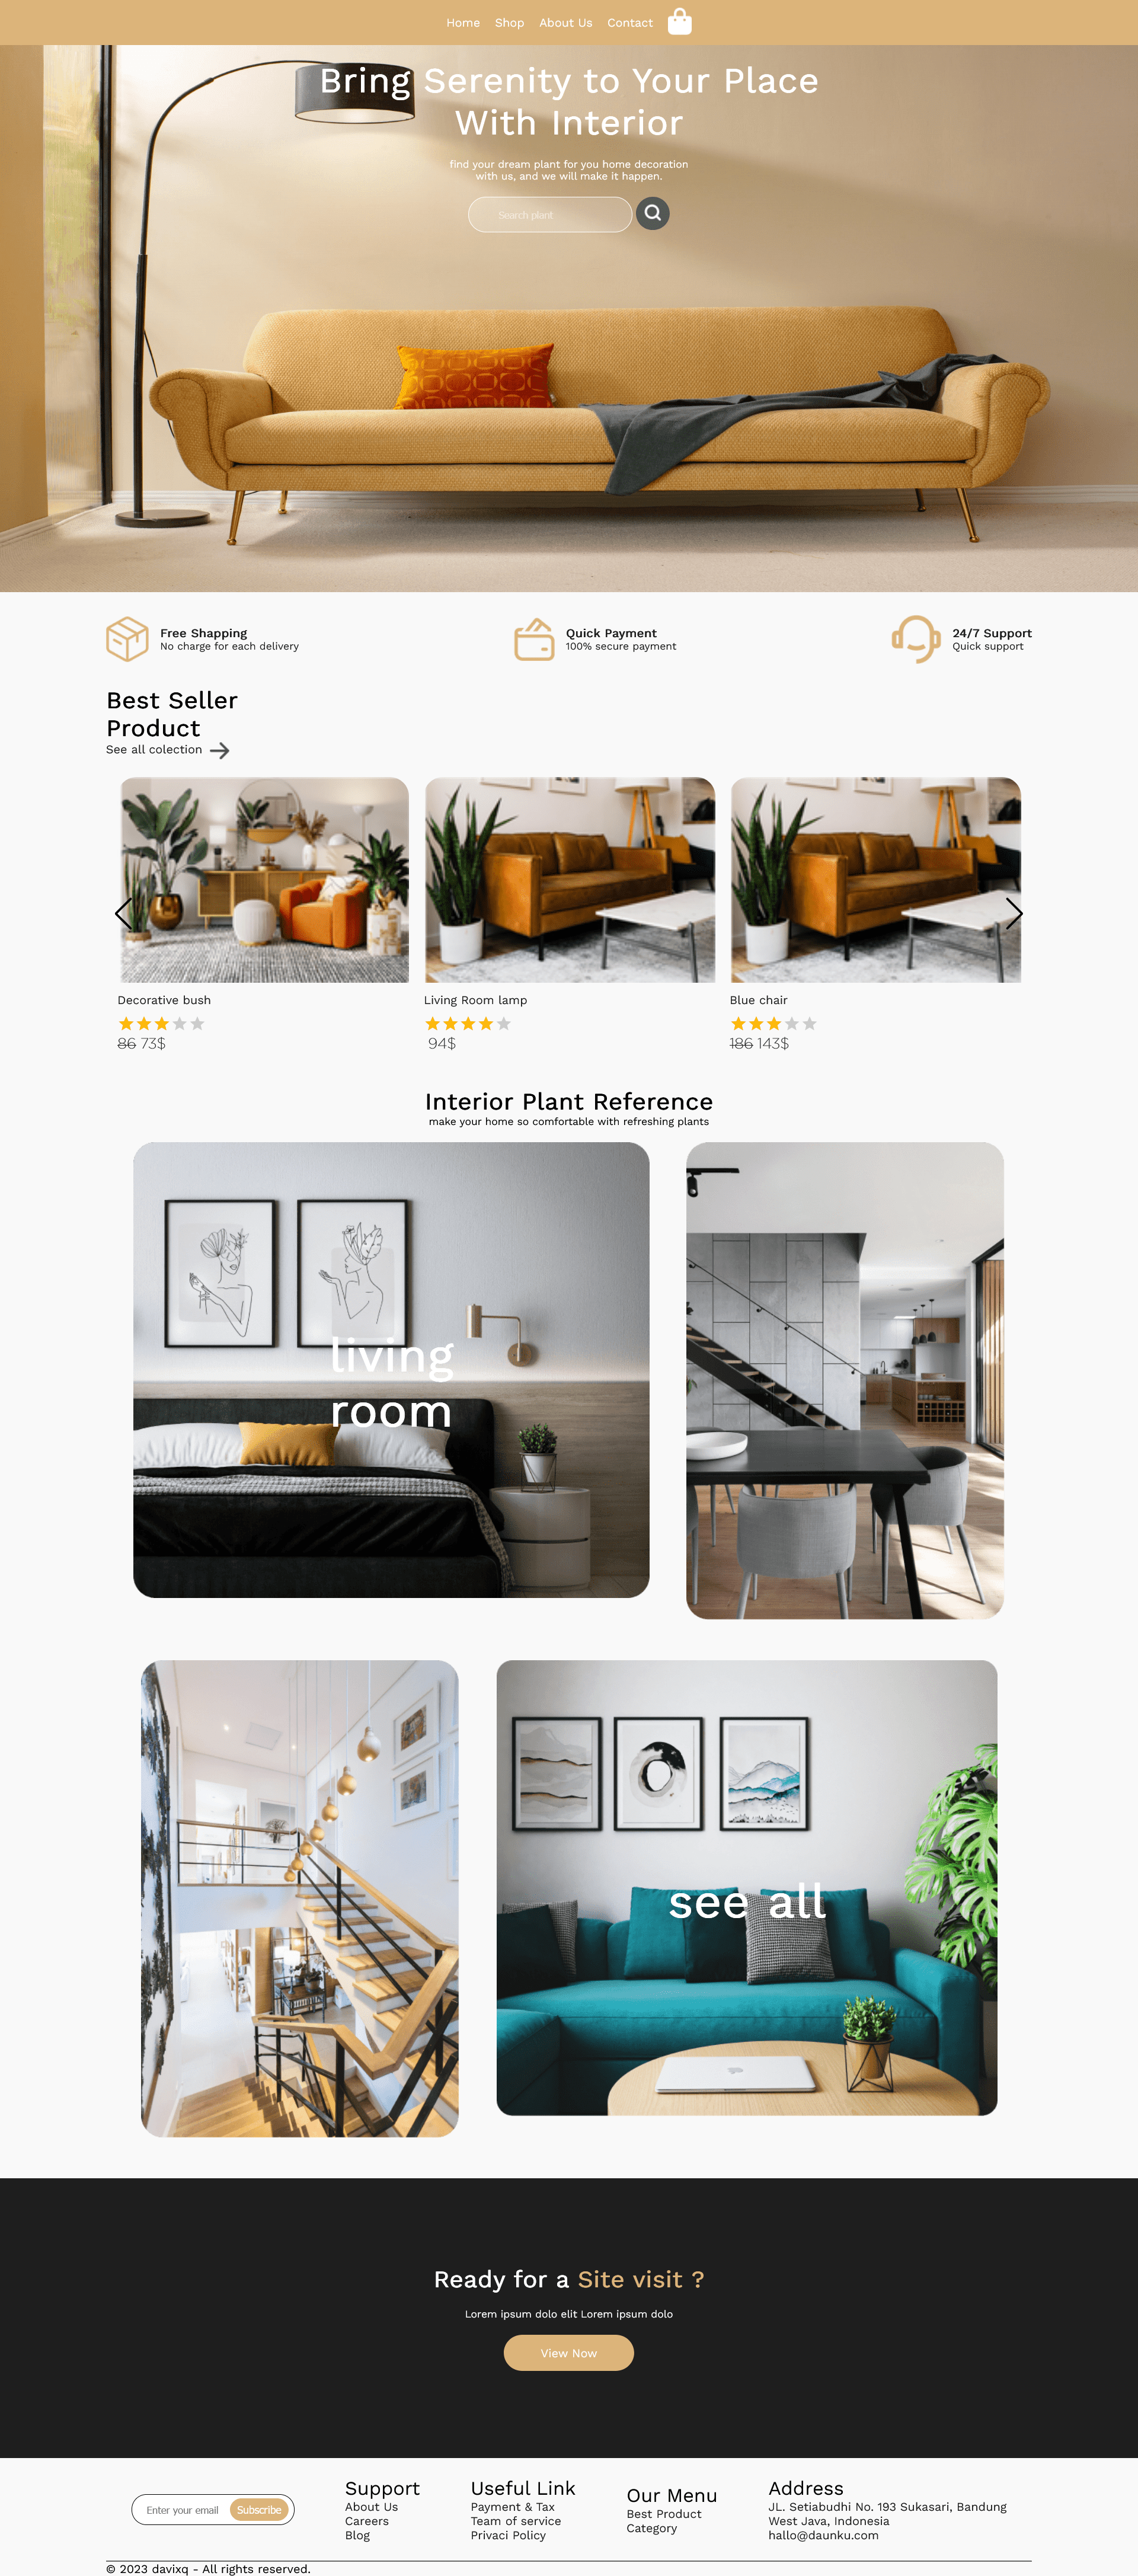 Home Shop About Us Contact
Bring Serenity to Your Place
With Interior
find your dream plant for you home decoration
with us, and we will make it happen.
Search plant
Free Shapping
No charge for each delivery
Quick Payment
100% secure payment
24/7 Support
Quick support
Best Seller
Product
See all colection
Decorative bush
86 73$
Living Room lamp
94$
Blue chair
186 143$
Interior Plant Reference
make your home so comfortable with refreshing plants
living
room
see all
Ready for a Site visit ?
Lorem ipsum dolo elit Lorem ipsum dolo
View Now
Enter your email
Subscribe
Support
About Us
Careers
Blog
Useful Link
Payment & Tax
Team of service
Privaci Policy
Our Menu
Best Product
Category
Address
JL. Setiabudhi No. 193 Sukasari, Bandung
West Java, Indonesia
hallo@daunku.com
© 2023 davixq - All rights reserved.